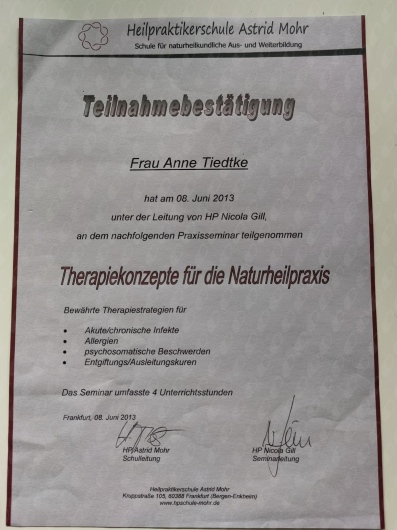 Heilpraktikerschule Astrid Mohr
Schule für naturheilkundliche Aus- und Weiterbildung
Teilnahmebestätigung
Frau Anne Tiedtke
hat am 08. Juni 2013
unter der Leitung von HP Nicola Gill,
an dem nachfolgenden Praxisseminar teilgenommen
Therapiekonzepte für die Naturheilpraxis
Bewährte Therapiestrategien für
• Akute/chronische Infekte
• Allergien
• psychosomatische Beschwerden
• Entgiftungs/Ausleitungskuren
Das Seminar umfasste 4 Unterrichtsstunden
Frankfurt, 08. Juni 2013
HP Astrid Mohr
Schulleitung
HP Nicola Gill
Seminarleitung
Heilpraktikerschule Astrid Mohr
Kruppstraße 105, 60388 Frankfurt (Bergen-Enkheim)
www.hpschule-mohr.de